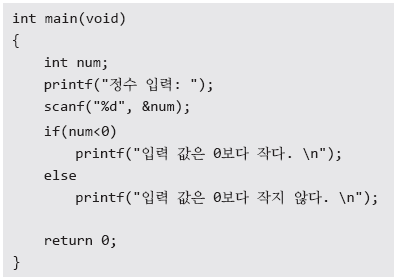 int main(void)
{
    int num;
    printf("정수 입력: ");
    scanf("%d", &num);
    if(num<0)
        printf("입력 값은 0보다 작다. \n");
    else
        printf("입력 값은 0보다 작지 않다. \n");
    return 0;
}